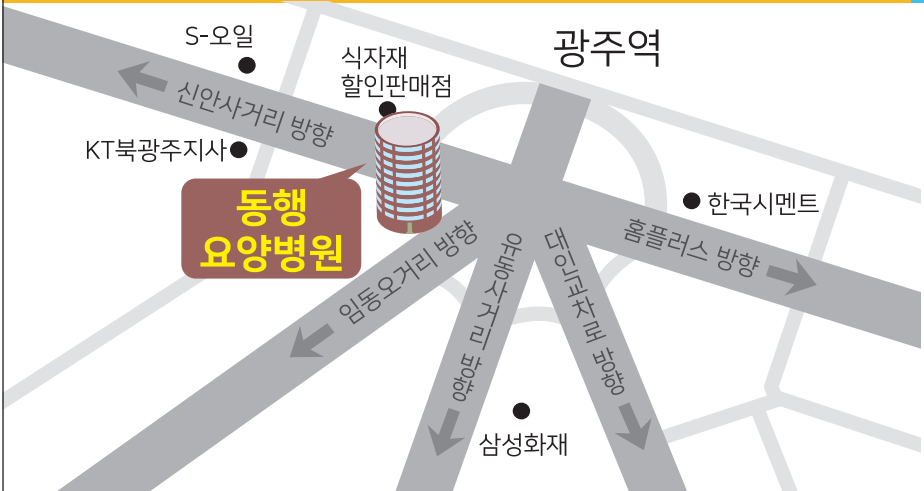 광주역
S-오일
식자재
할인판매점
신안사거리 방향
KT북광주지사
동행
요양병원
한국시멘트
홈플러스 방향
임동오거리 방향
유동사거리 방향
대인교차로 방향
삼성화재